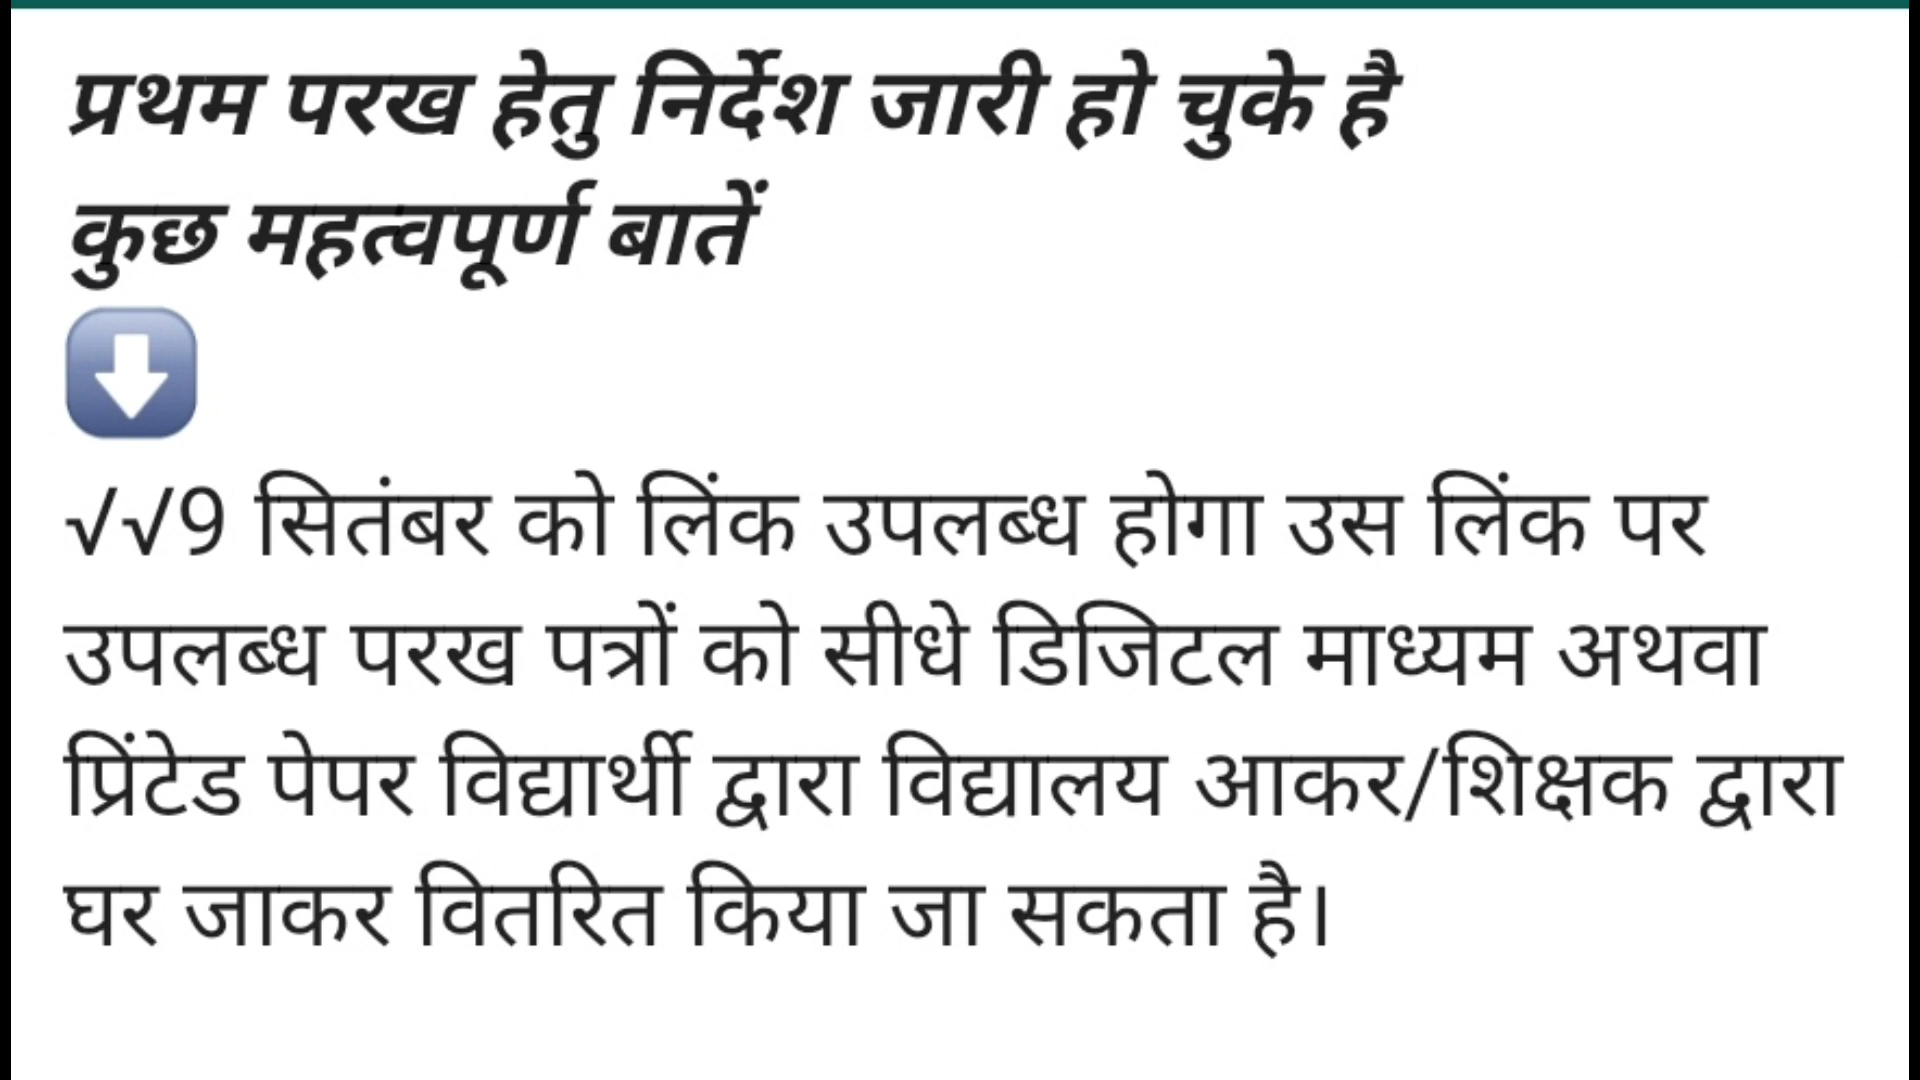 प्रथम परख हेतु निर्देश जारी हो चुके है
कुछ महत्वपूर्ण बातें
⬇
√√9 सितंबर को लिंक उपलब्ध होगा उस लिंक पर
उपलब्ध परख पत्रों को सीधे डिजिटल माध्यम अथवा
प्रिंटेड पेपर विद्यार्थी द्वारा विद्यालय आकर/शिक्षक द्वारा
घर जाकर वितरित किया जा सकता है।